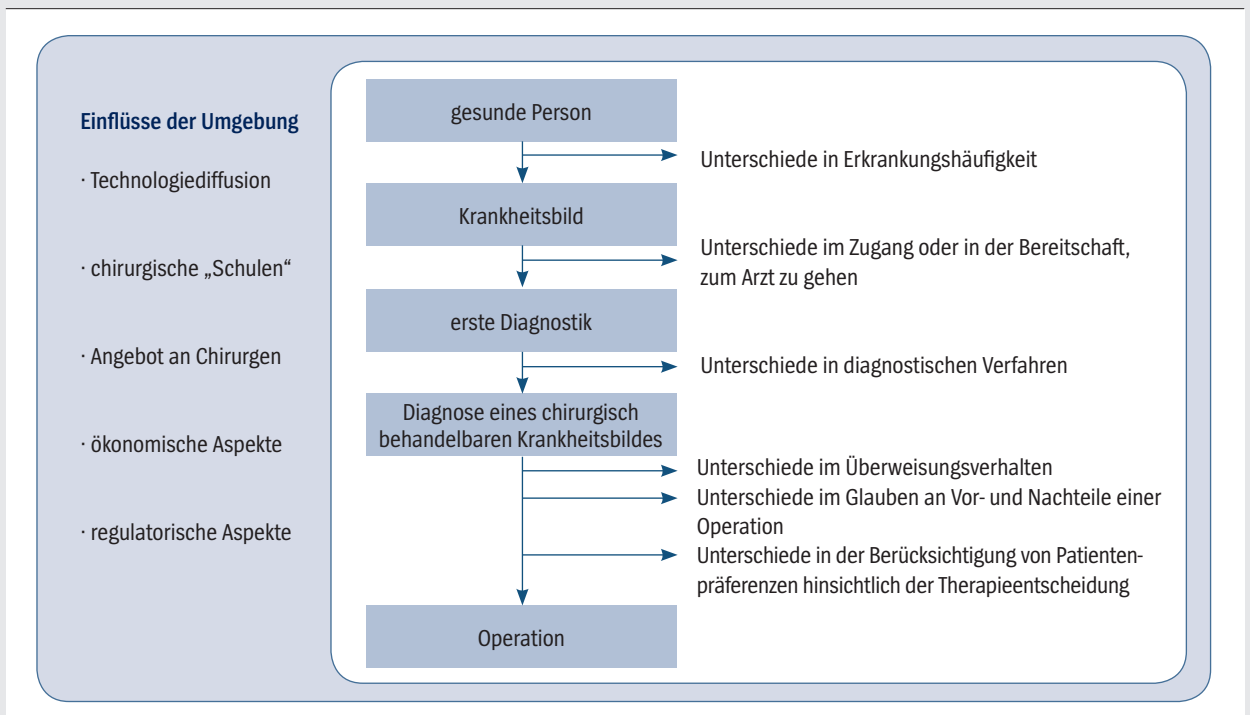 Einflüsse der Umgebung
· Technologiediffusion
· chirurgische „Schulen“
· Angebot an Chirurgen
· ökonomische Aspekte
· regulatorische Aspekte
gesunde Person
Unterschiede in Erkrankungshäufigkeit
Krankheitsbild
Unterschiede im Zugang oder in der Bereitschaft,
zum Arzt zu gehen
erste Diagnostik
Unterschiede in diagnostischen Verfahren
Diagnose eines chirurgisch
behandelbaren Krankheitsbildes
Unterschiede im Überweisungsverhalten
Unterschiede im Glauben an Vor- und Nachteile einer
Operation
Unterschiede in der Berücksichtigung von Patienten-
präferenzen hinsichtlich der Therapieentscheidung
Operation